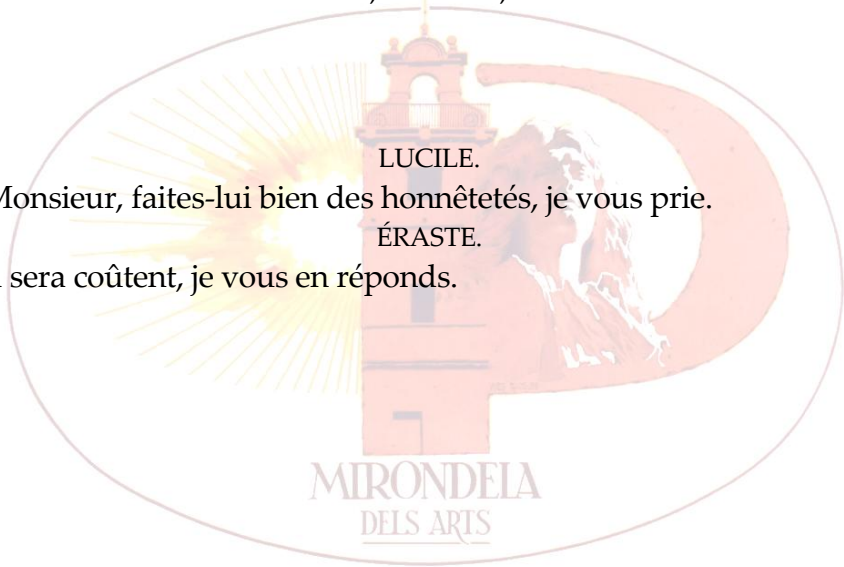 LUCILE.
Monsieur, faites-lui bien des honnêtetés, je vous prie.
ÉRASTE.
sera coûtent, je vous en réponds.
MIRONDELA
DELS ARTS